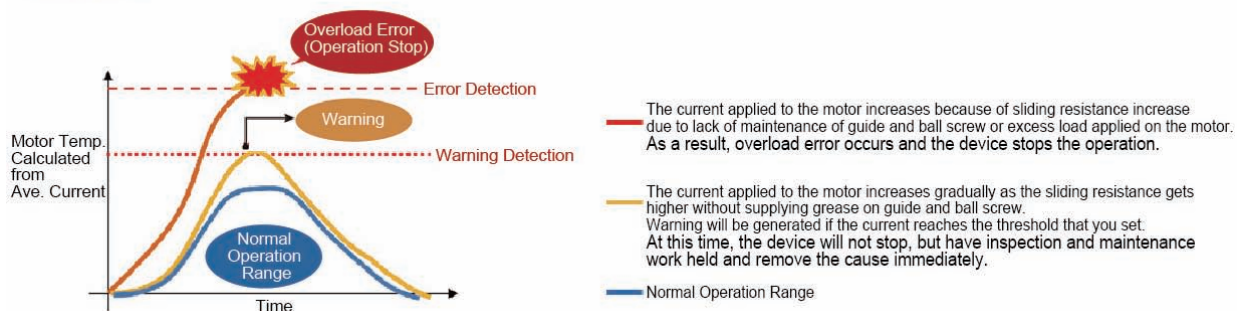 Overload Error
(Operation Stop)
Error Detection
Warning
Motor Temp.
Calculated
from
Ave. Current
Warning Detection
Normal
Operation
Range
Time
The current applied to the motor increases because of sliding resistance increase
due to lack of maintenance of guide and ball screw or excess load applied on the motor.
As a result, overload error occurs and the device stops the operation.
The current applied to the motor increases gradually as the sliding resistance gets
higher without supplying grease on guide and ball screw.
Warning will be generated if the current reaches the threshold that you set.
At this time, the device will not stop, but have inspection and maintenance
work held and remove the cause immediately.
Normal Operation Range